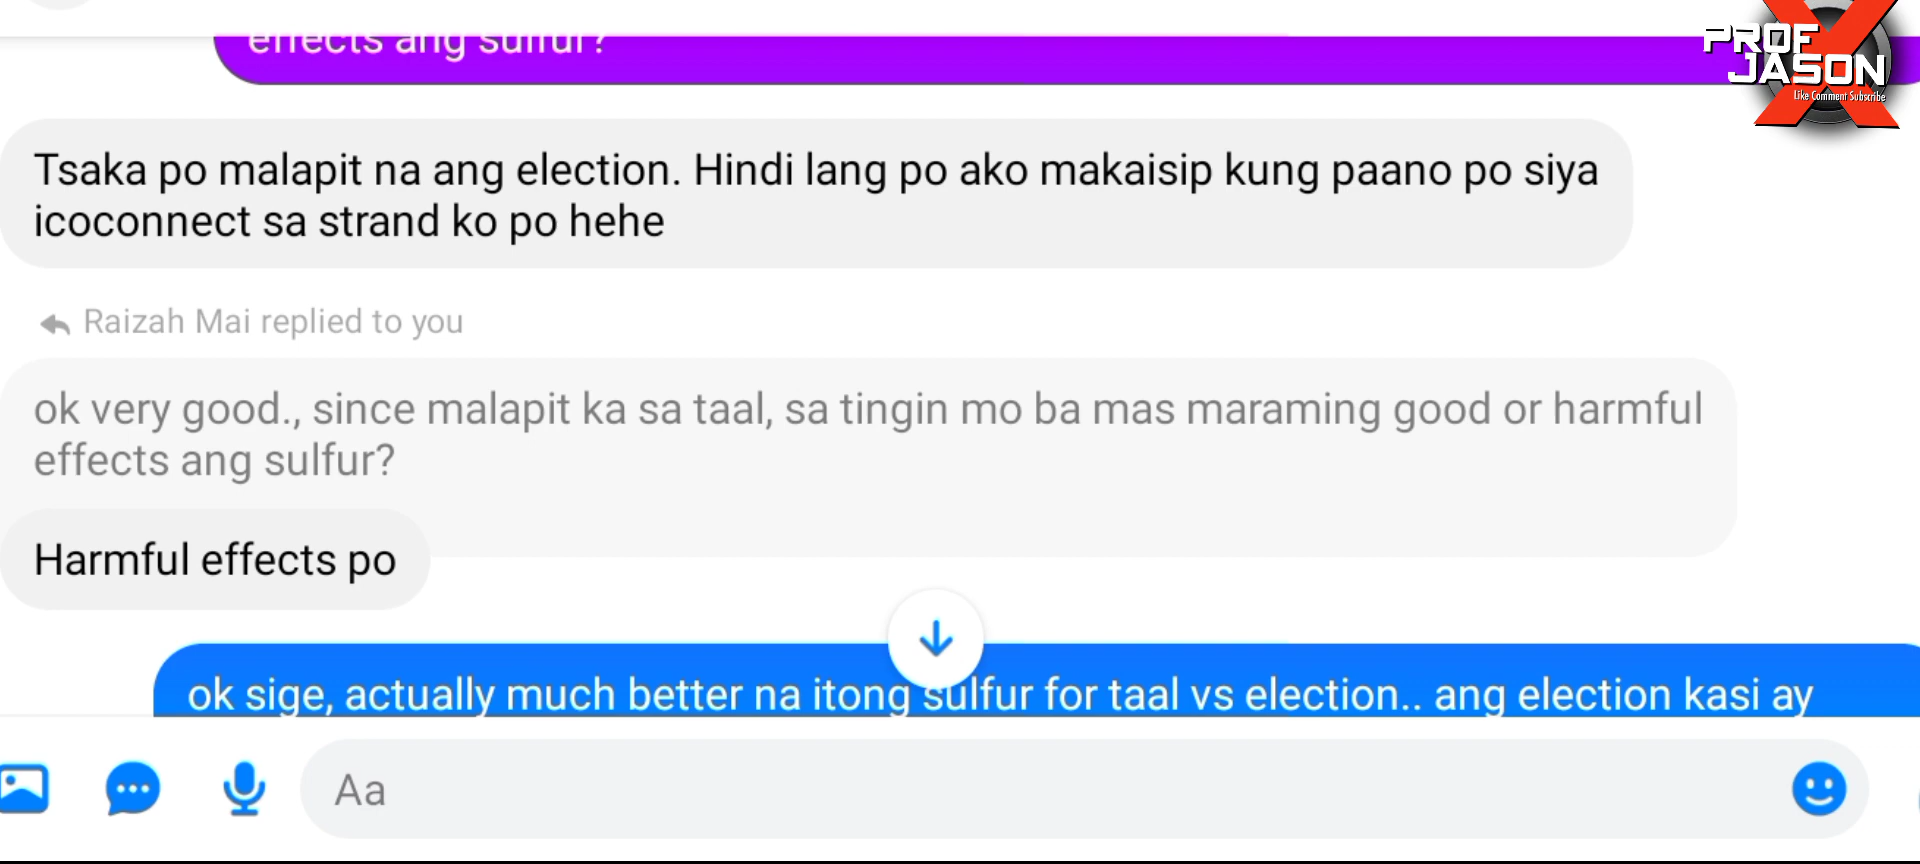 effects ang sulfur?
PROF
JASON
Like Comment Subscribe
Tsaka po malapit na ang election. Hindi lang po ako makaisip kung paano po siya
icoconnect sa strand ko po hehe
Raizah Mai replied to you
ok very good., since malapit ka sa taal, sa tingin mo ba mas maraming good or harmful
effects ang sulfur?
Harmful effects po
ok sige, actually much better na itong sulfur for taal vs election.. ang election kasi ay
Aa